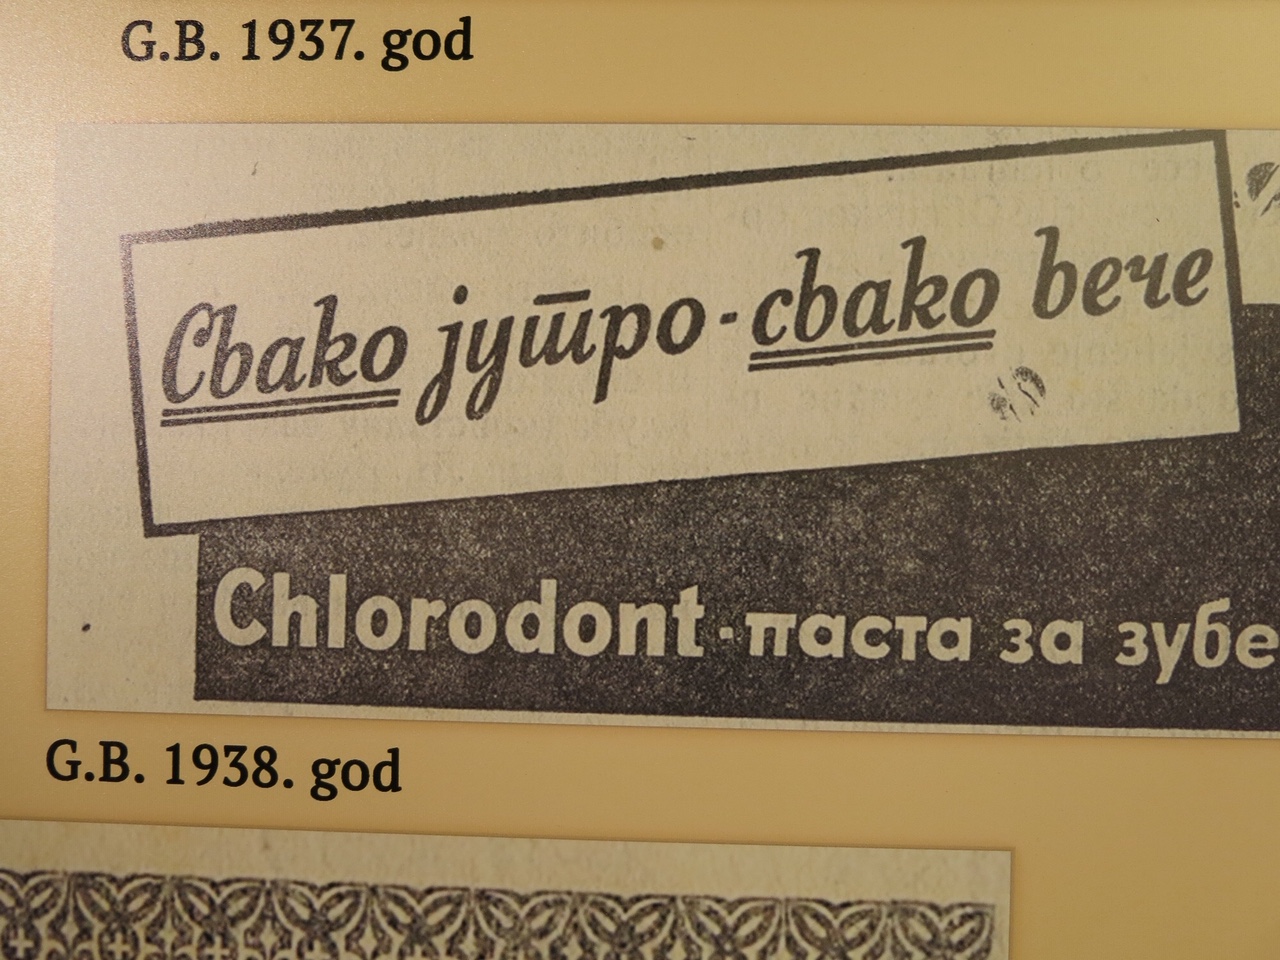 G.B. 1937. god
Свако јутро - свако вече
Chlorodont - паста за зубе
G.B. 1938. god